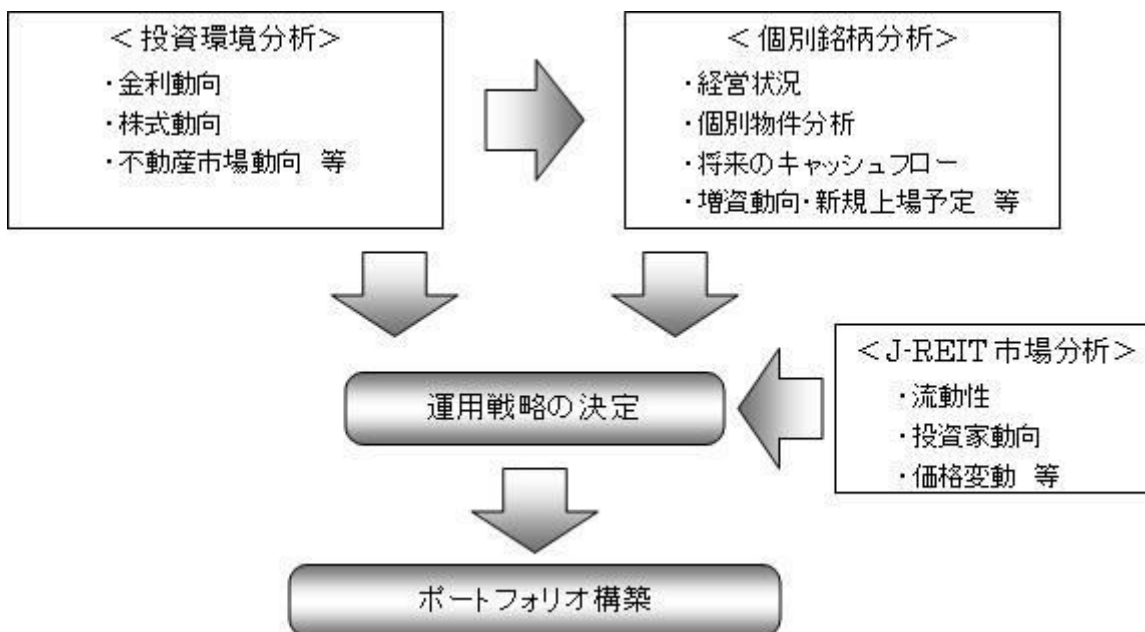 ＜投資環境分析＞
・金利動向
・株式動向
・不動産市場動向 等
＜個別銘柄分析＞
・経営状況
・個別物件分析
・将来のキャッシュフロー
・増資動向・新規上場予定 等
＜J-REIT市場分析＞
・流動性
・投資家動向
・価格変動 等
運用戦略の決定
ポートフォリオ構築